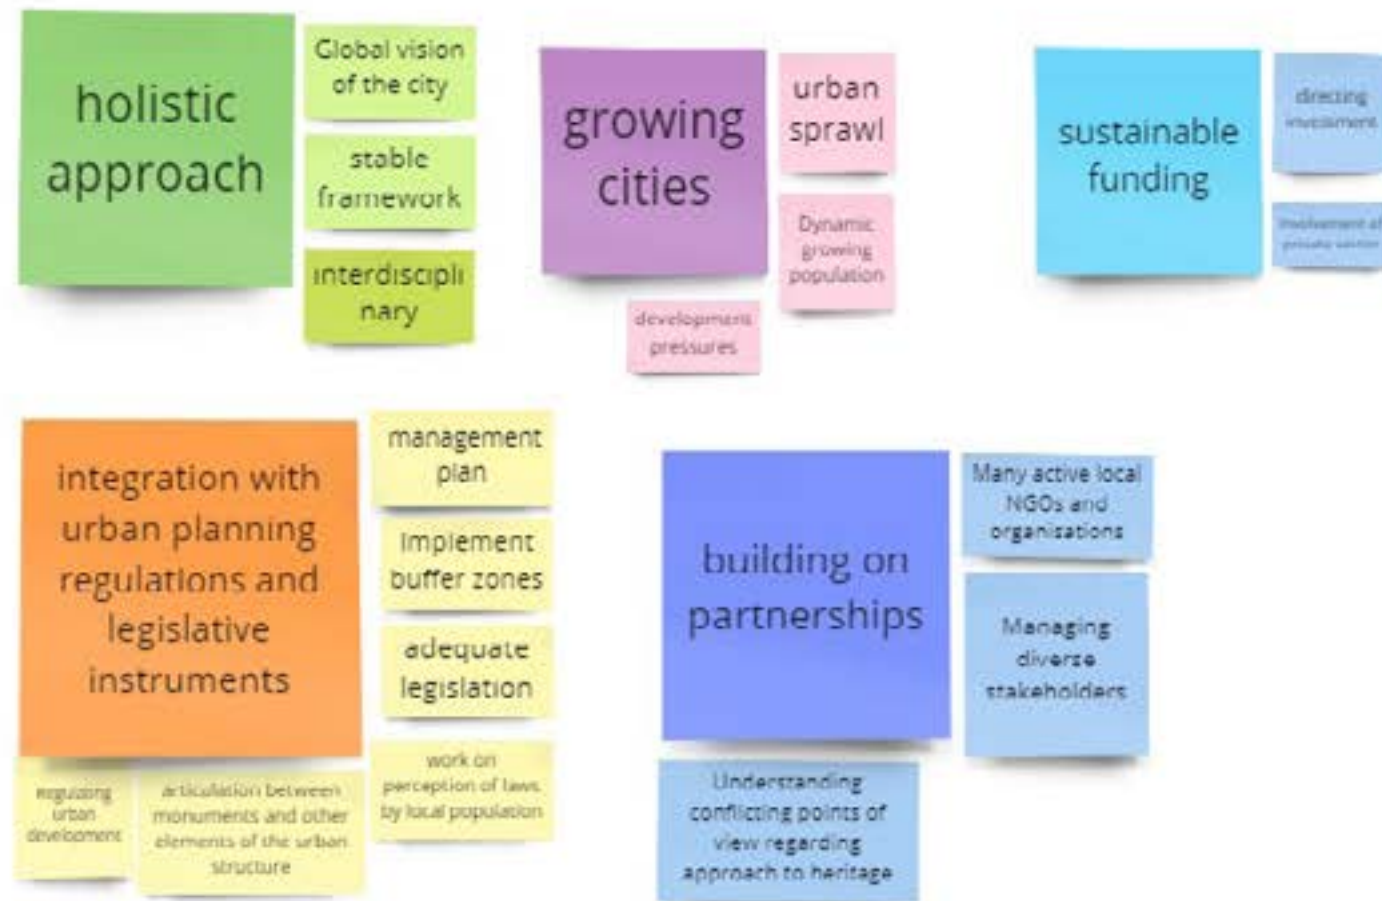 holistic
approach
Global vision
of the city
stable
framework
interdiscipli
nary
growing
cities
urban
sprawl
Dynamic
growing
population
development
pressures
sustainable
funding
directing
investment
involvement of
private sector
integration with
urban planning
regulations and
legislative
instruments
management
plan
Implement
buffer zones
adequate
legislation
work on
perception of laws
by local population
Regulating
urban
development
articulation between
monuments and other
elements of the urban
structure
building on
partnerships
Many active local
NGOs and
organisations
Managing
diverse
stakeholders
Understanding
conflicting points of
view regarding
approach to heritage